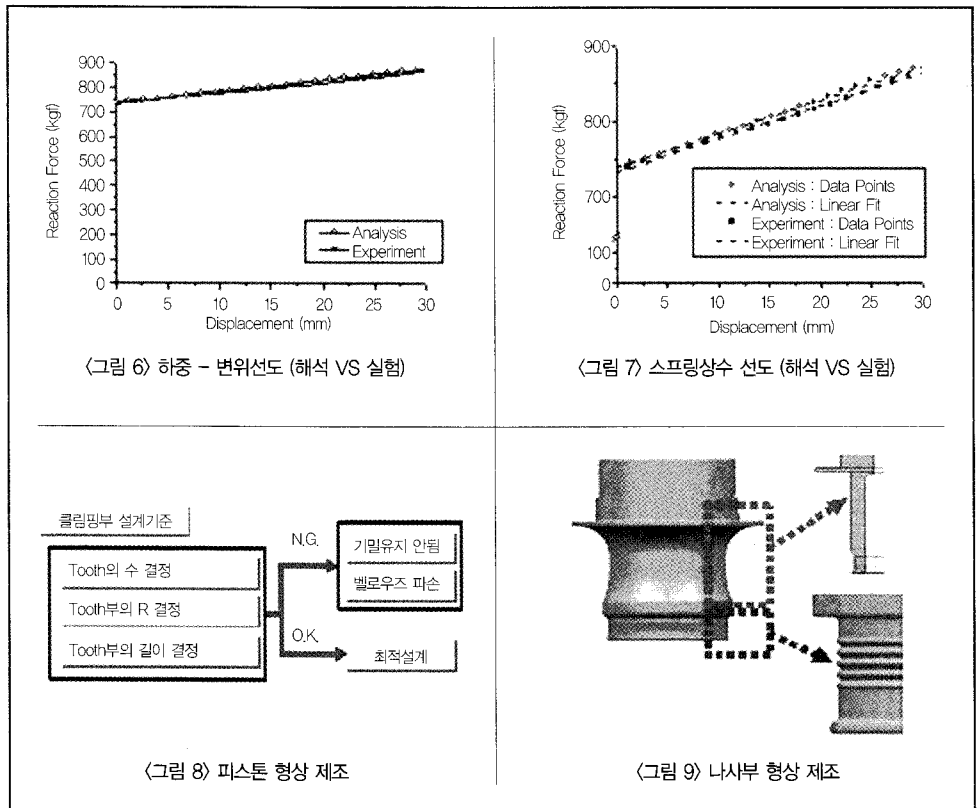 900
800
700
600
500
400
300
200
100
0
Reaction Force (kgf)
Analysis
Experiment
0 5 10 15 20 25 30
Displacement (mm)
〈그림 6〉 하중 – 변위선도 (해석 VS 실험)
900
800
700
100
0
Reaction Force (kgf)
Analysis : Data Points
Analysis : Linear Fit
Experiment : Data Points
Experiment : Linear Fit
0 5 10 15 20 25 30
Displacement (mm)
〈그림 7〉 스프링상수 선도 (해석 VS 실험)
클림핑부 설계기준
Tooth의 수 결정
Tooth부의 R 결정
Tooth부의 길이 결정
N.G.
기밀유지 안됨
벨로우즈 파손
O.K.
최적설계
〈그림 8〉 피스톤 형상 제조
〈그림 9〉 나사부 형상 제조